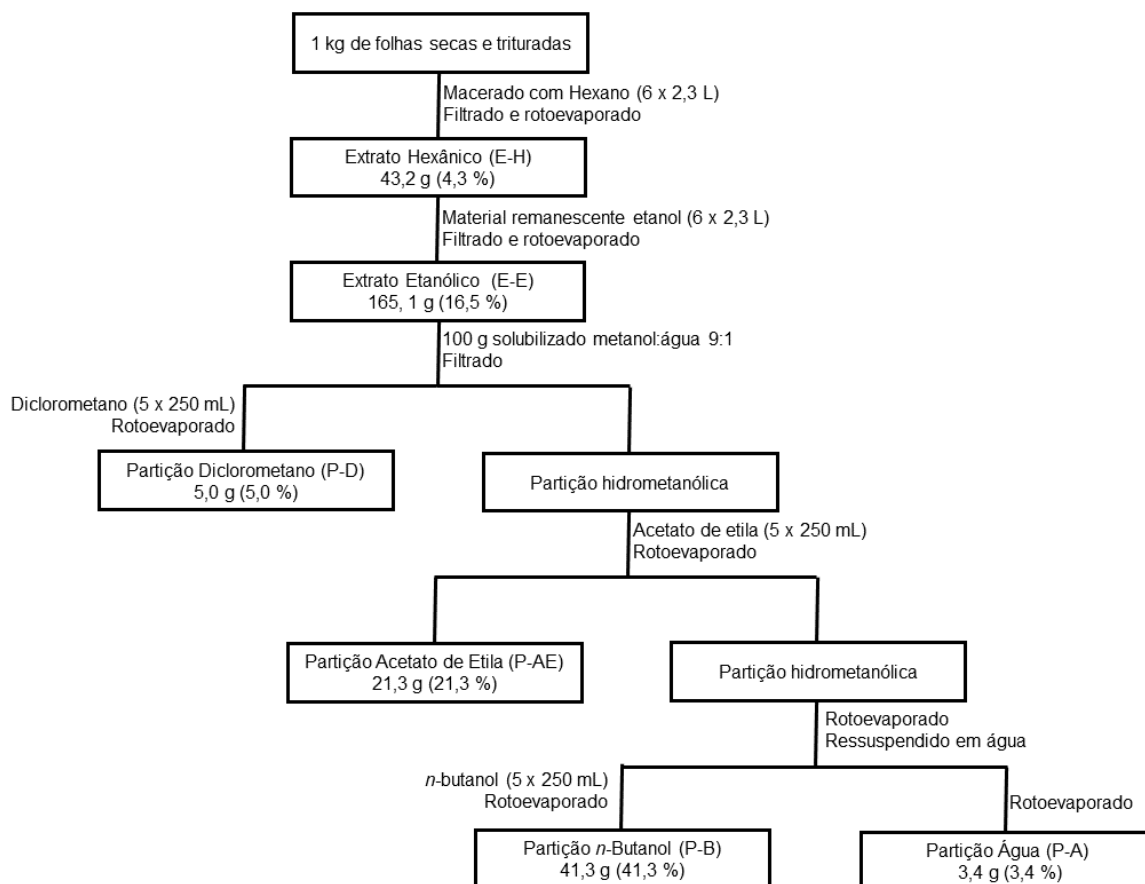 1 kg de folhas secas e trituradas
Macerado com Hexano (6 x 2,3 L)
Filtrado e rotoevaporado
Extrato Hexânico (E-H)
43,2 g (4,3 %)
Material remanescente etanol (6 x 2,3 L)
Filtrado e rotoevaporado
Extrato Etanólico (E-E)
165, 1 g (16,5 %)
100 g solubilizado metanol:água 9:1
Filtrado
Diclorometano (5 x 250 mL)
Rotoevaporado
Partição Diclorometano (P-D)
5,0 g (5,0 %)
Partição hidrometanólica
Acetato de etila (5 x 250 mL)
Rotoevaporado
Partição Acetato de Etila (P-AE)
21,3 g (21,3 %)
Partição hidrometanólica
Rotoevaporado
Ressuspendido em água
n-butanol (5 x 250 mL)
Rotoevaporado
Rotoevaporado
Partição n-Butanol (P-B)
41,3 g (41,3 %)
Partição Água (P-A)
3,4 g (3,4 %)